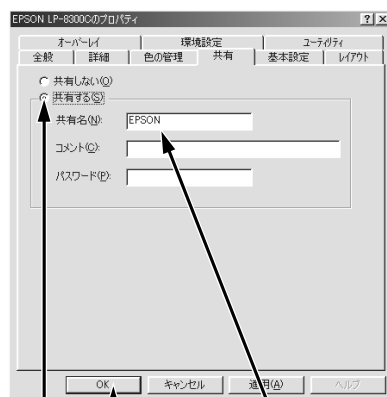 EPSON LP-8300Cのプロパティ
オーバーレイ 環境設定 ユーティリティ
全般 詳細 色の管理 共有 基本設定 レイアウト
共有しない(O)
共有する(S)
共有名(N): EPSON
コメント(C):
パスワード(P):
OK キャンセル 適用(A) ヘルプ